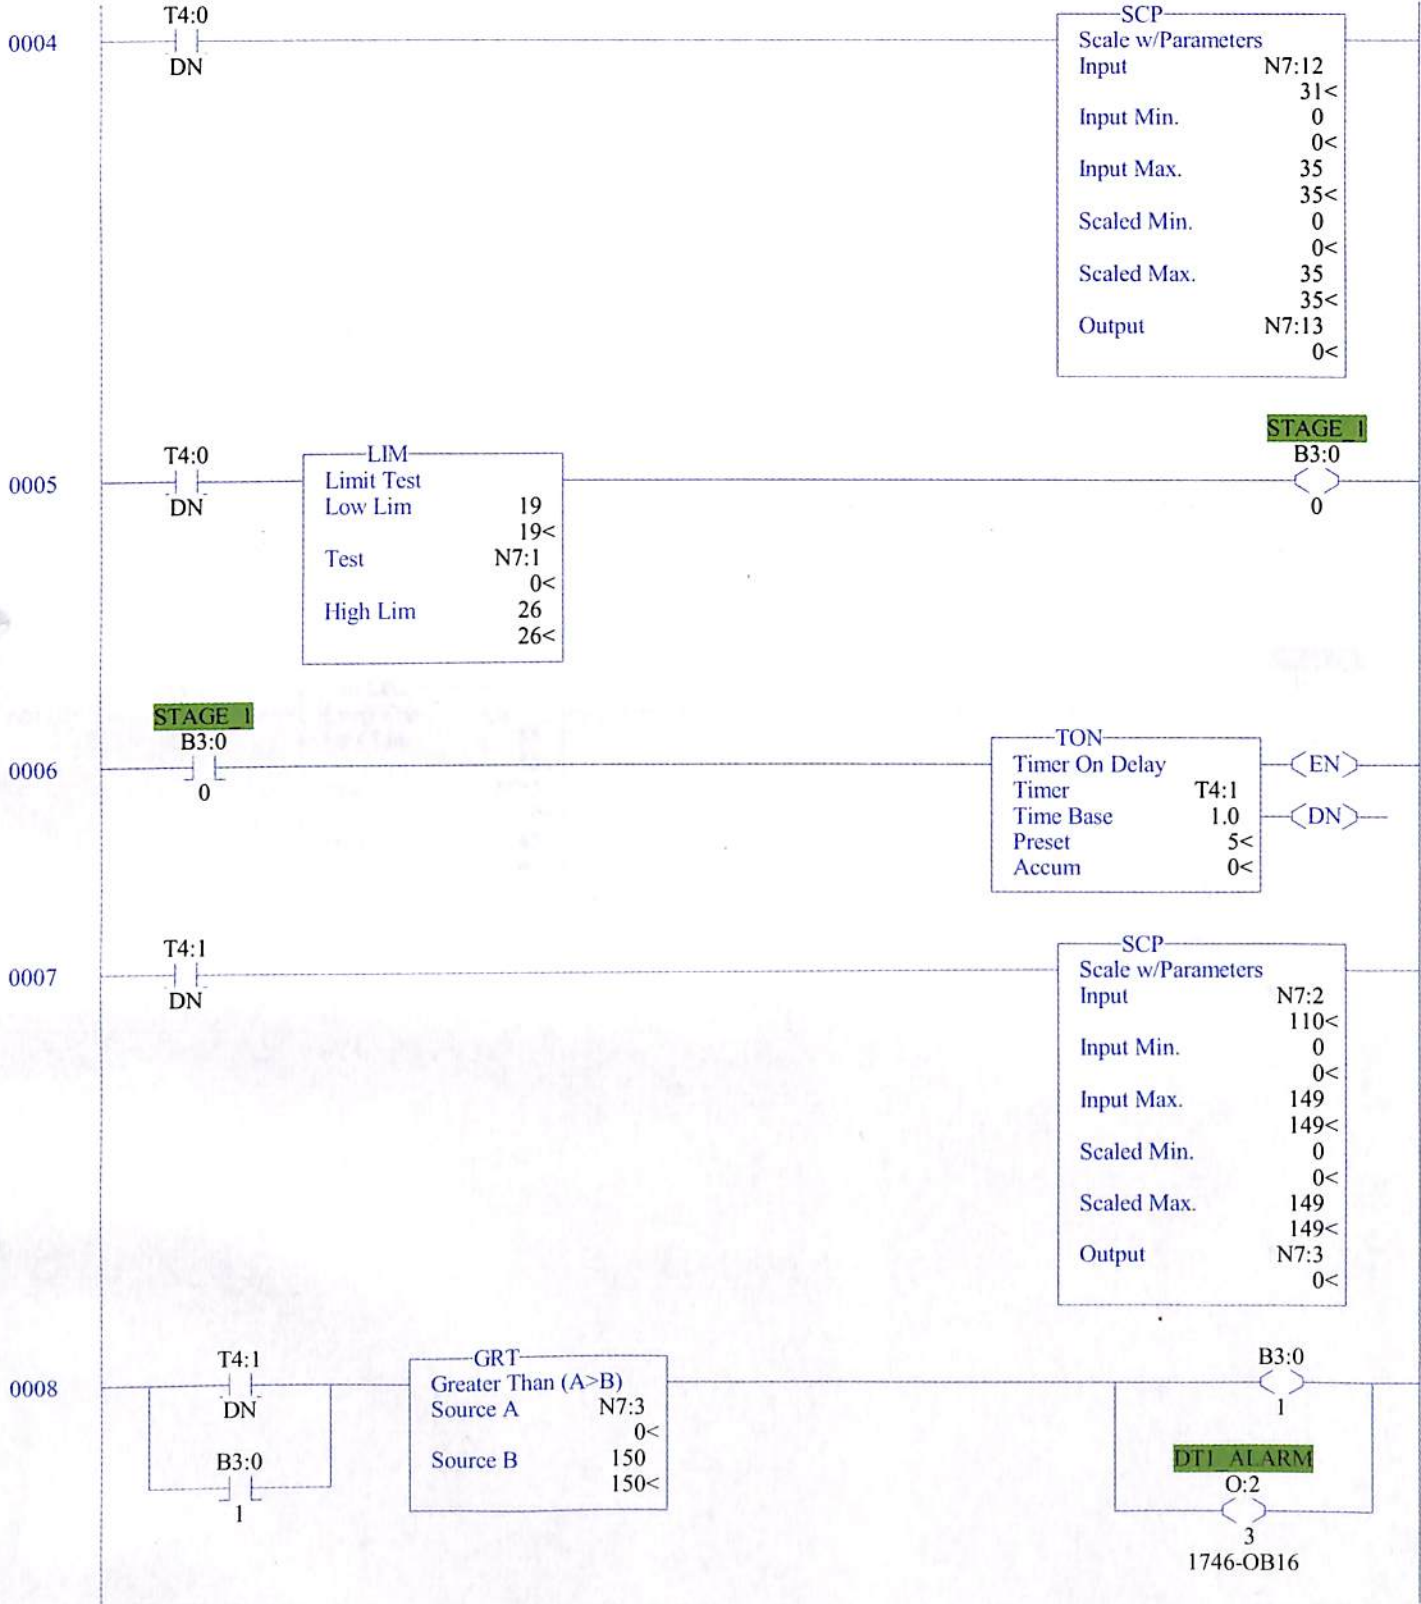 T4:0
0004
DN
SCP
Scale w/Parameters
Input N7:12
31<
Input Min. 0
0<
Input Max. 35
35<
Scaled Min. 0
0<
Scaled Max. 35
35<
Output N7:13
0<
STAGE_1
B3:0
0
T4:0
0005
DN
LIM
Limit Test
Low Lim 19
19<
Test N7:1
0<
High Lim 26
26<
STAGE_1
B3:0
0006
0
TON
Timer On Delay
Timer T4:1
Time Base 1.0
Preset 5<
Accum 0<
EN
DN
T4:1
0007
DN
SCP
Scale w/Parameters
Input N7:2
110<
Input Min. 0
0<
Input Max. 149
149<
Scaled Min. 0
0<
Scaled Max. 149
149<
Output N7:3
0<
T4:1
0008
DN
B3:0
1
GRT
Greater Than (A>B)
Source A N7:3
0<
Source B 150
150<
B3:0
1
DT1_ALARM
O:2
3
1746-OB16